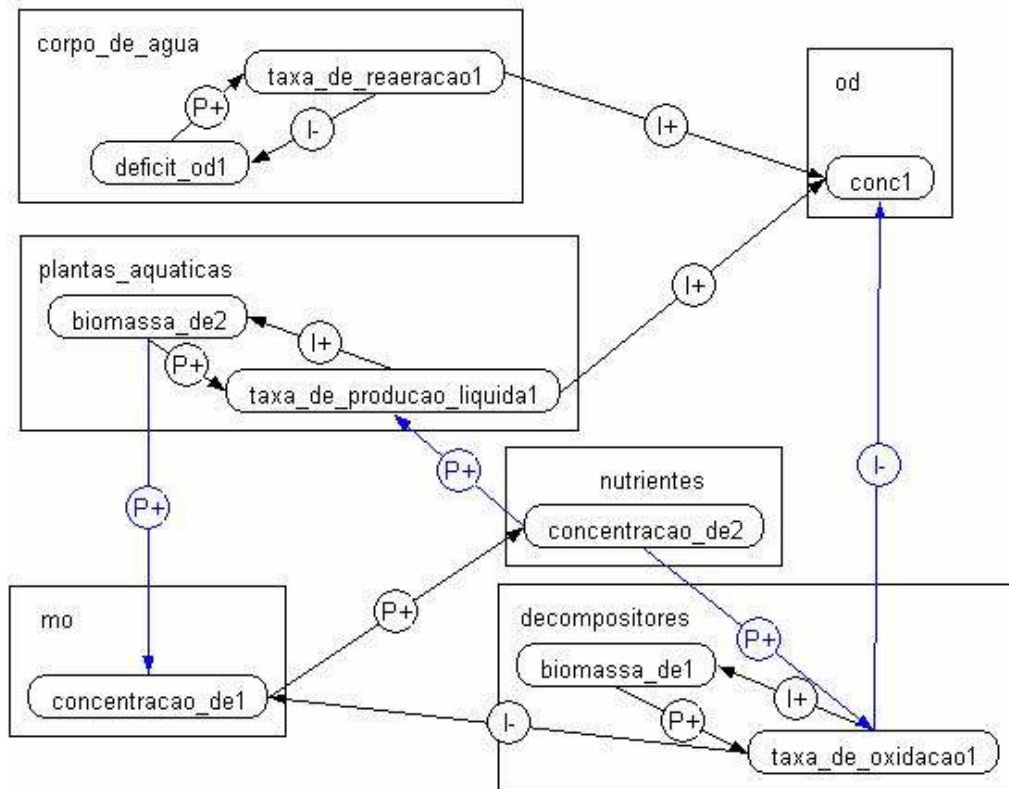 corpo_de_agua
taxa_de_reaeracao1
P+
I-
deficit_od1
I+
od
conc1
plantas_aquaticas
biomassa_de2
I+
P+
taxa_de_producao_liquida1
I+
P+
P+
I-
nutrientes
concentracao_de2
mo
P+
concentracao_de1
P+
decompositores
biomassa_de1
I+
P+
I-
taxa_de_oxidacao1